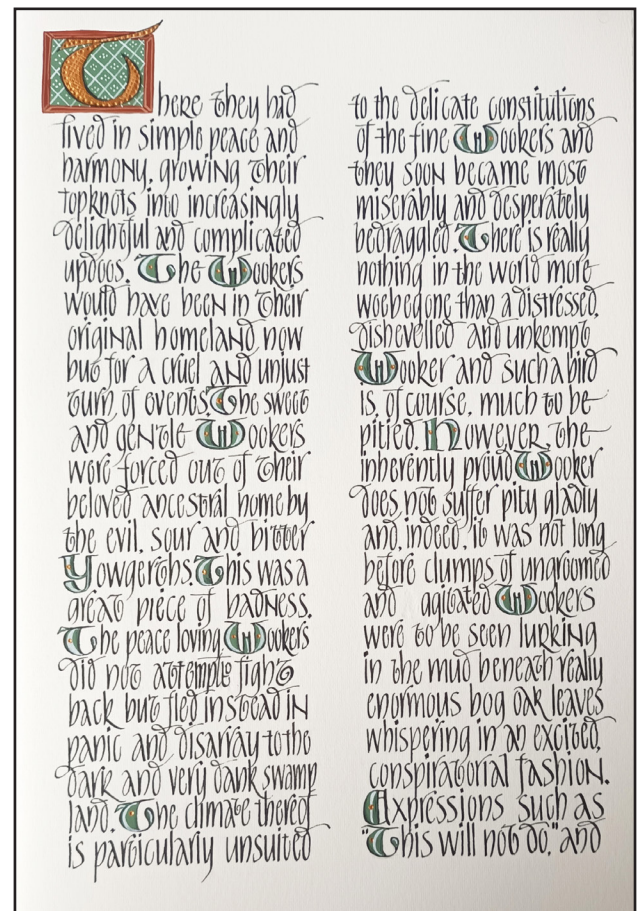 There they had
lived in simple peace and
harmony, growing their
topknots into increasingly
delightful and complicated
updoos. The Wookers
would have been in their
original homeland now
but for a cruel and unjust
turn of events. The sweet
and gentle Wookers
were forced out of their
beloved ancestral home by
the evil, sour and bitter
Yowgerths. This was a
great piece of badness.
The peace loving Wookers
did not attempt to fight
back but fled instead in
panic and disarray to the
dark and very dank swamp
land. The climate thereof
is particularly unsuited
to the delicate constitutions
of the fine Wookers and
they soon became most
miserably and desperately
bedraggled. There is really
nothing in the world more
woebegone than a distressed,
dishevelled and unkempt
Wooker and such a bird
is, of course, much to be
pitied. However, the
inherently proud Wooker
does not suffer pity gladly
and, indeed, it was not long
before clumps of ungroomed
and agitated Wookers
were to be seen lurking
in the mud beneath really
enormous bog oak leaves
whispering in an excited,
conspiratorial fashion.
Expressions such as
"This will not do," and